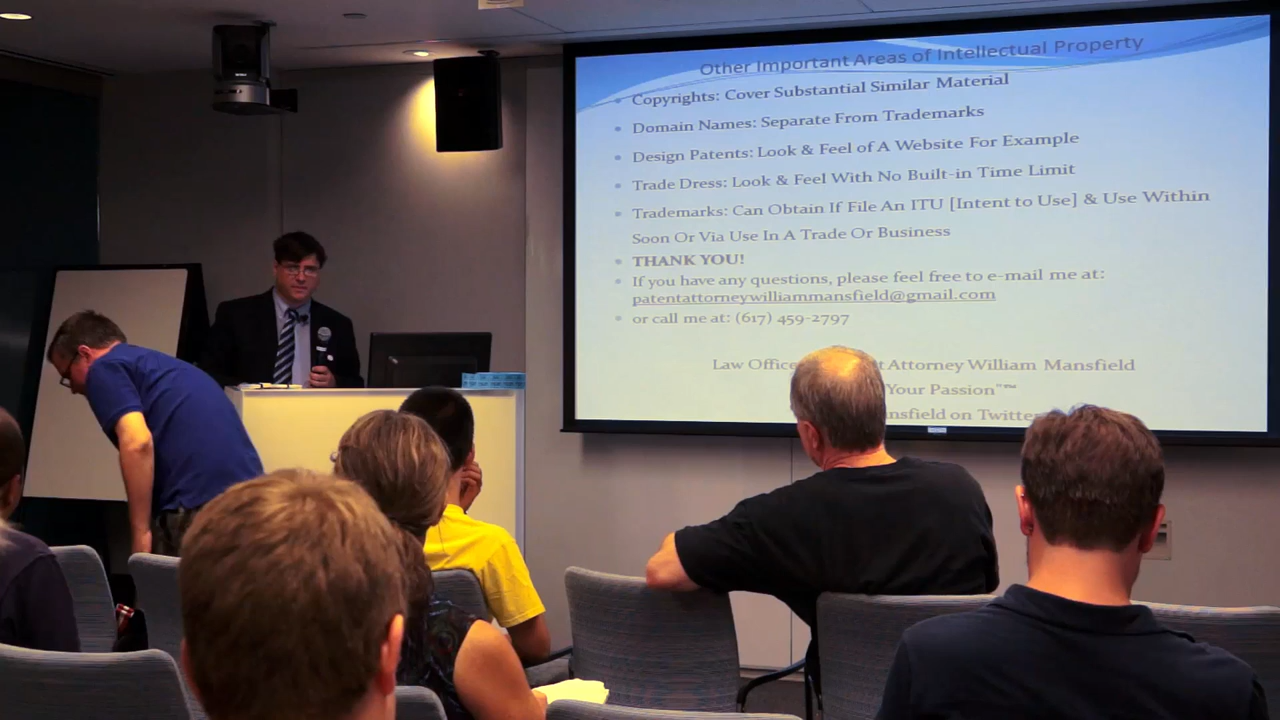 Other Important Areas of Intellectual Property
Copyrights: Cover Substantial Similar Material
Domain Names: Separate From Trademarks
Design Patents: Look & Feel of A Website For Example
Trade Dress: Look & Feel With No Built-in Time Limit
Trademarks: Can Obtain If File An ITU [Intent to Use] & Use Within
Soon Or Via Use In A Trade Or Business
THANK YOU!
If you have any questions, please feel free to e-mail me at:
patentattorneywilliammansfield@gmail.com
or call me at: (617) 459-2797
Law Office Attorney William Mansfield
Your Passion"™
on Twitter